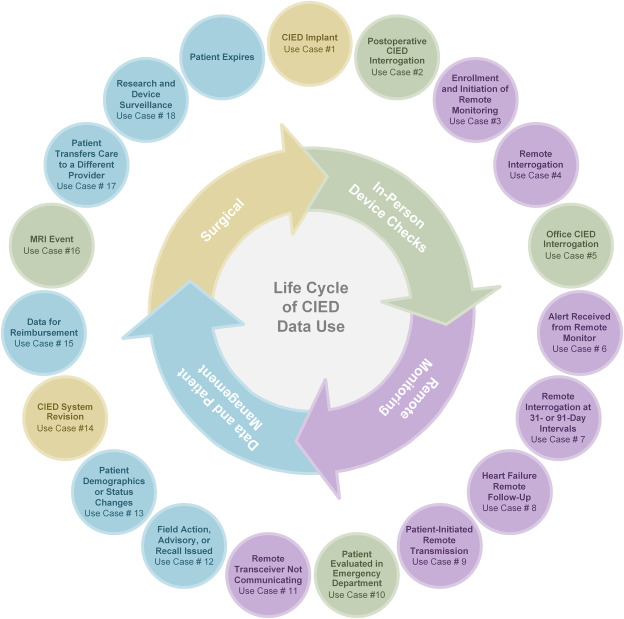 CIED Implant
Use Case #1
Postoperative
CIED
Interrogation
Use Case #2
Enrollment
and Initiation of
Remote
Monitoring
Use Case #3
Remote
Interrogation
Use Case #4
Office CIED
Interrogation
Use Case #5
Alert Received
from Remote
Monitor
Use Case # 6
Remote
Interrogation at
31- or 91-Day
Intervals
Use Case # 7
Heart Failure
Remote
Follow-Up
Use Case # 8
Patient-Initiated
Remote
Transmission
Use Case # 9
Patient
Evaluated in
Emergency
Department
Use Case #10
Remote
Transceiver Not
Communicating
Use Case # 11
Field Action,
Advisory, or
Recall Issued
Use Case # 12
Patient
Demographics
or Status
Changes
Use Case # 13
CIED System
Revision
Use Case #14
Data for
Reimbursement
Use Case # 15
MRI Event
Use Case #16
Patient
Transfers Care
to a Different
Provider
Use Case # 17
Research and
Device
Surveillance
Use Case # 18
Patient Expires
Surgical
In-Person
Device Checks
Remote
Monitoring
Data and Patient
Management
Life Cycle
of CIED
Data Use